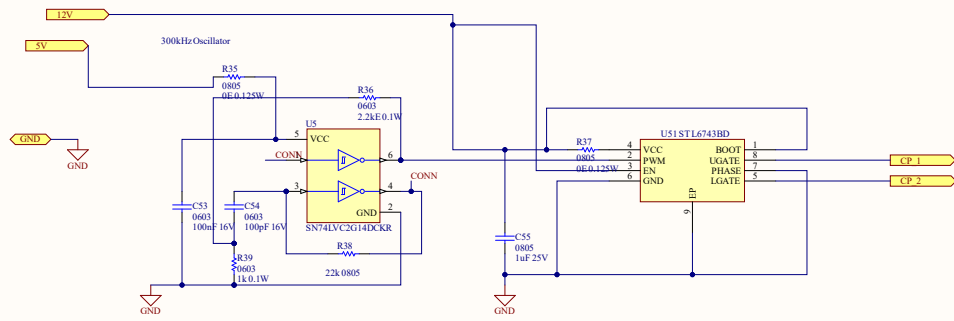 12V
5V
300kHz Oscillator
GND
GND
R35
0805
0E 0.125W
R36
0603
2.2kE 0.1W
U5
5
VCC
CONN
1
6
CONN
3
4
GND
2
SN74LVC2G14DCKR
C53
0603
100nF 16V
C54
0603
100pF 16V
R38
22k 0805
R39
0603
1k 0.1W
GND
R37
0805
0E 0.125W
C55
0805
1uF 25V
GND
U51 STL6743BD
4
VCC
BOOT
1
2
PWM
UGATE
8
3
EN
PHASE
7
6
GND
LGATE
5
EP
9
CP_1
CP_2